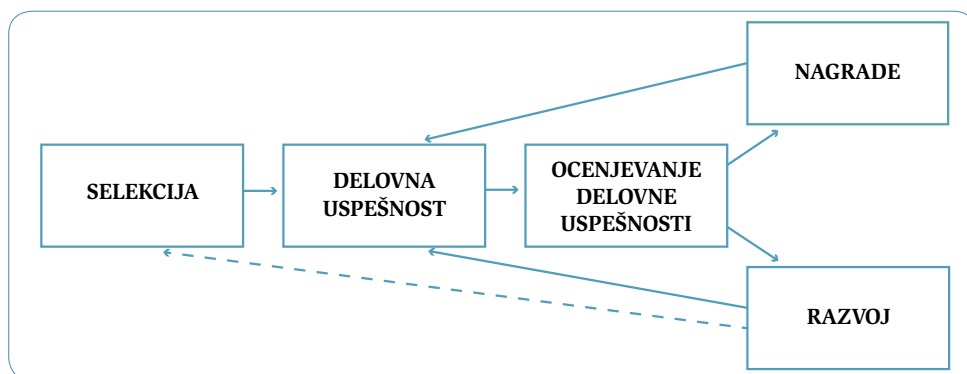 NAGRADE
SELEKCIJA
DELOVNA
USPEŠNOST
OCENJEVANJE
DELOVNE
USPEŠNOSTI
RAZVOJ